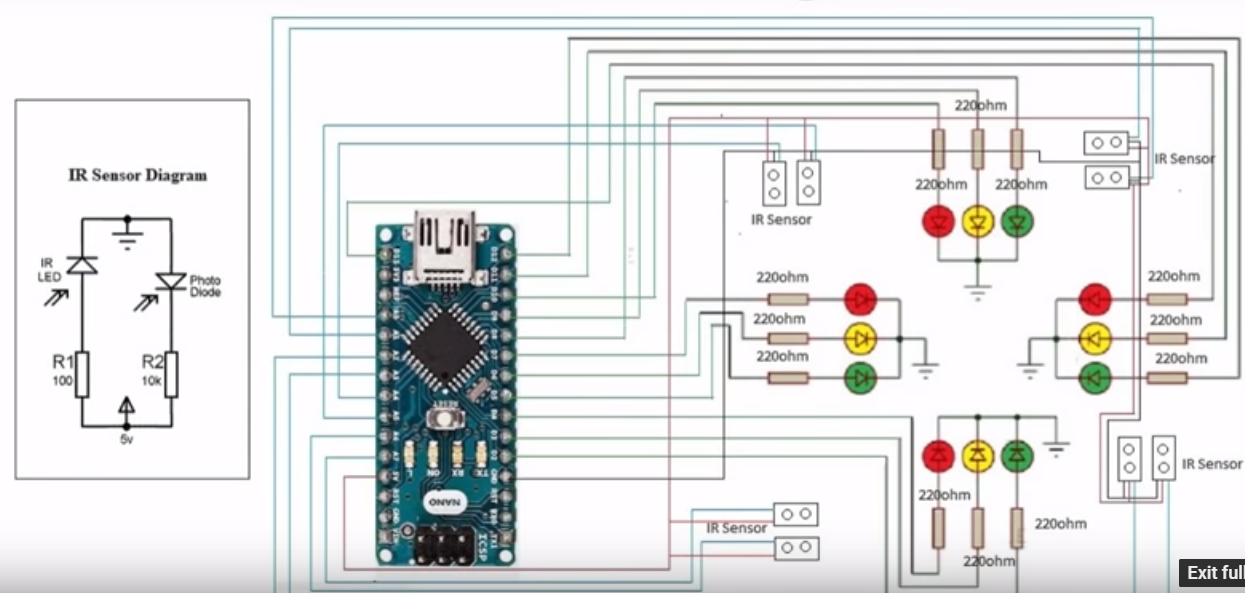 220ohm
IR Sensor
IR Sensor Diagram
220ohm
220ohm
IR Sensor
IR
LED
Photo
Diode
220ohm
220ohm
220ohm
220ohm
220ohm
220ohm
R1
100
R2
10k
5v
RESET
IR Sensor
220ohm
NANO
IR Sensor
220ohm
ICSP
220ohm
Exit full